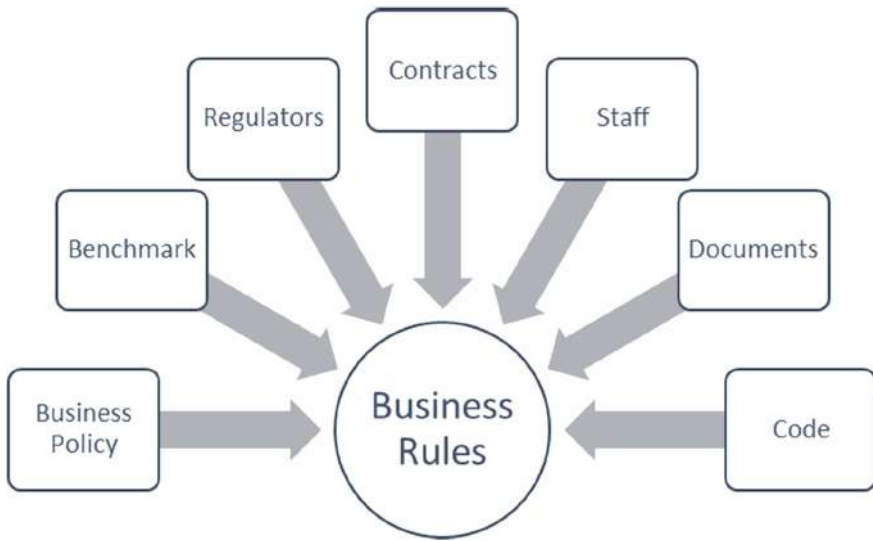 Contracts
Regulators
Staff
Benchmark
Documents
Business
Policy
Business
Rules
Code